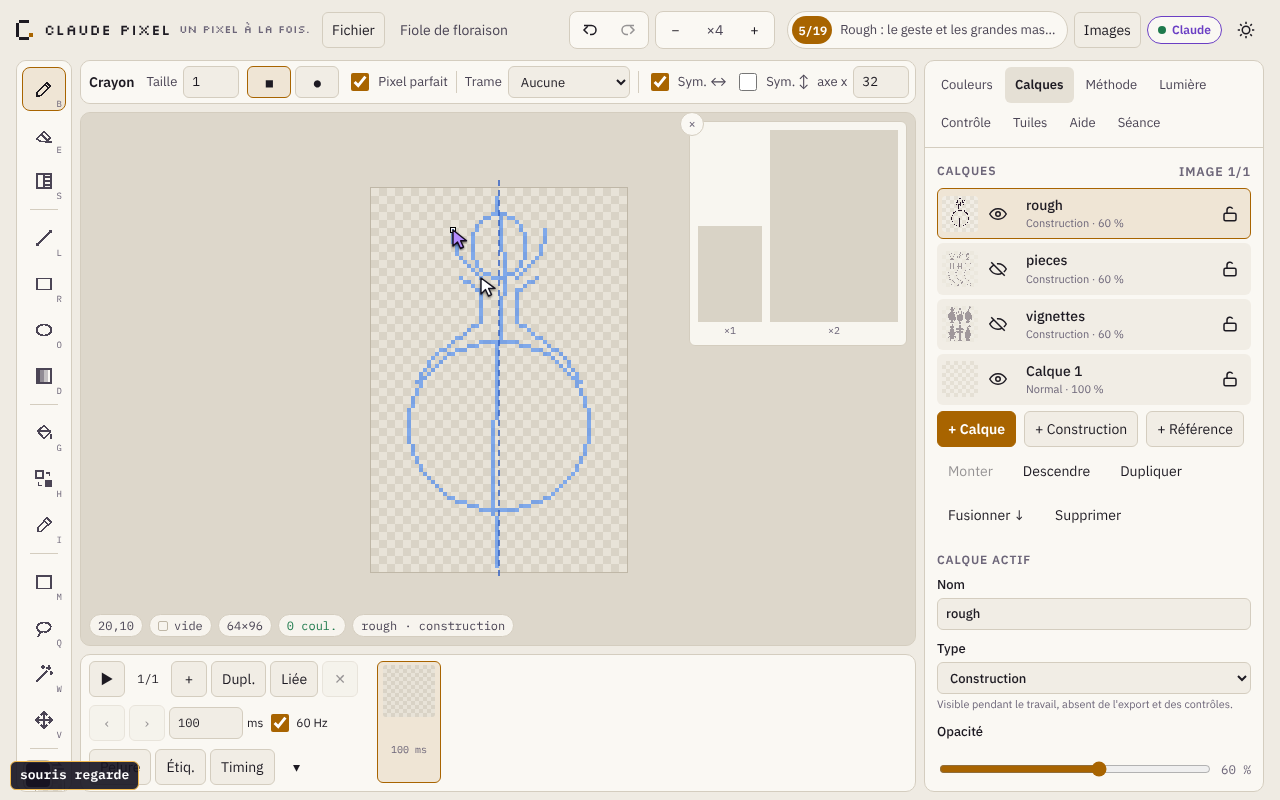 CLAUDE PIXEL UN PIXEL À LA FOIS. Fichier Fiole de floraison − ×4 + 5/19 Rough : le geste et les grandes mas… Images Claude
Crayon Taille 1 Pixel parfait Trame Aucune Sym. ↔ Sym. ↕ axe x 32
B
E
S
L
R
O
D
G
H
I
M
Q
W
V
×
×1 ×2
20,10 vide 64×96 0 coul. rough · construction
1/1 + Dupl. Liée ×
‹ › 100 ms 60 Hz
Étiq. Timing ▼
100 ms
souris regarde
Couleurs Calques Méthode Lumière
Contrôle Tuiles Aide Séance
CALQUES IMAGE 1/1
rough
Construction · 60 %
pieces
Construction · 60 %
vignettes
Construction · 60 %
Calque 1
Normal · 100 %
+ Calque + Construction + Référence
Monter Descendre Dupliquer
Fusionner ↓ Supprimer
CALQUE ACTIF
Nom
rough
Type
Construction
Visible pendant le travail, absent de l'export et des contrôles.
Opacité
60 %